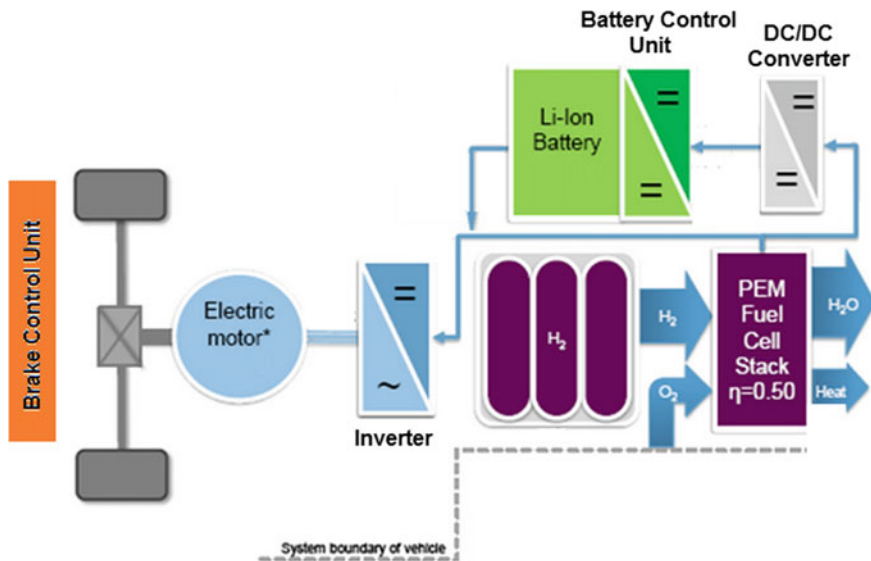 Battery Control
Unit
DC/DC
Converter
Li-Ion
Battery
=
=
=
=
Brake Control Unit
Electric
motor*
=
~
Inverter
H₂
H₂
O₂
PEM
Fuel
Cell
Stack
η=0.50
H₂O
Heat
System boundary of vehicle